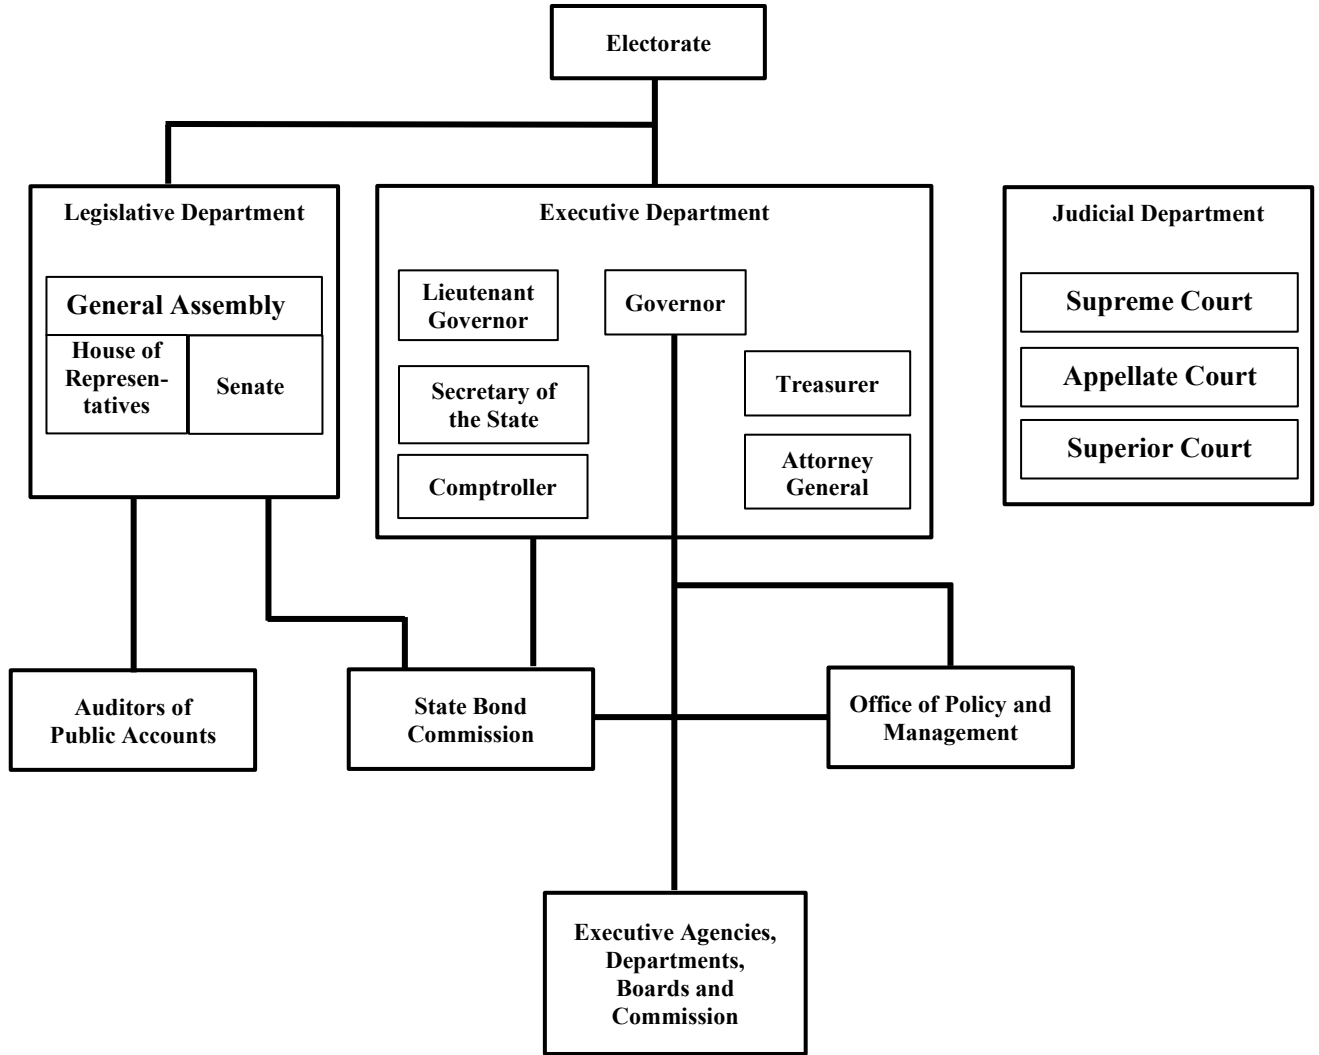 Electorate
Legislative Department
General Assembly
House of
Represen-
tatives
Senate
Executive Department
Lieutenant
Governor
Governor
Secretary of
the State
Treasurer
Comptroller
Attorney
General
Judicial Department
Supreme Court
Appellate Court
Superior Court
Auditors of
Public Accounts
State Bond
Commission
Office of Policy and
Management
Executive Agencies,
Departments,
Boards and
Commission